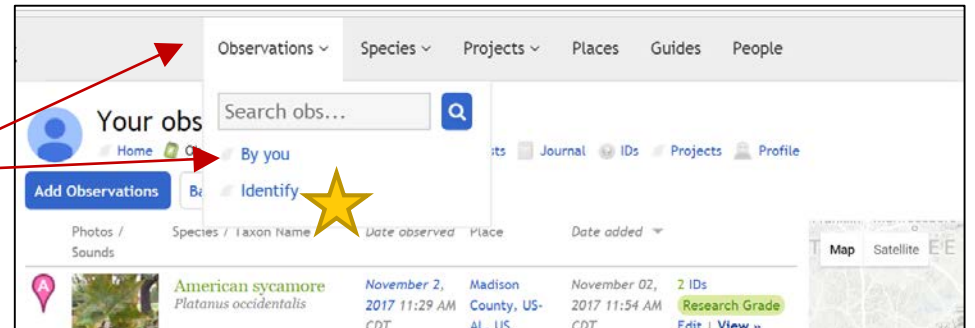 Observations Species Projects Places Guides People
Search obs...
Your obs
Home Journal IDs Projects Profile
By you
Add Observations
Identify
Photos / Sounds Species / Taxon Name Date observed Place Date added
Map Satellite
A American sycamore November 2, Madison November 02, 2 IDs
Platanus occidentalis 2017 11:29 AM County, US- 2017 11:54 AM Research Grade
CDT AL, US CDT Edit | View »